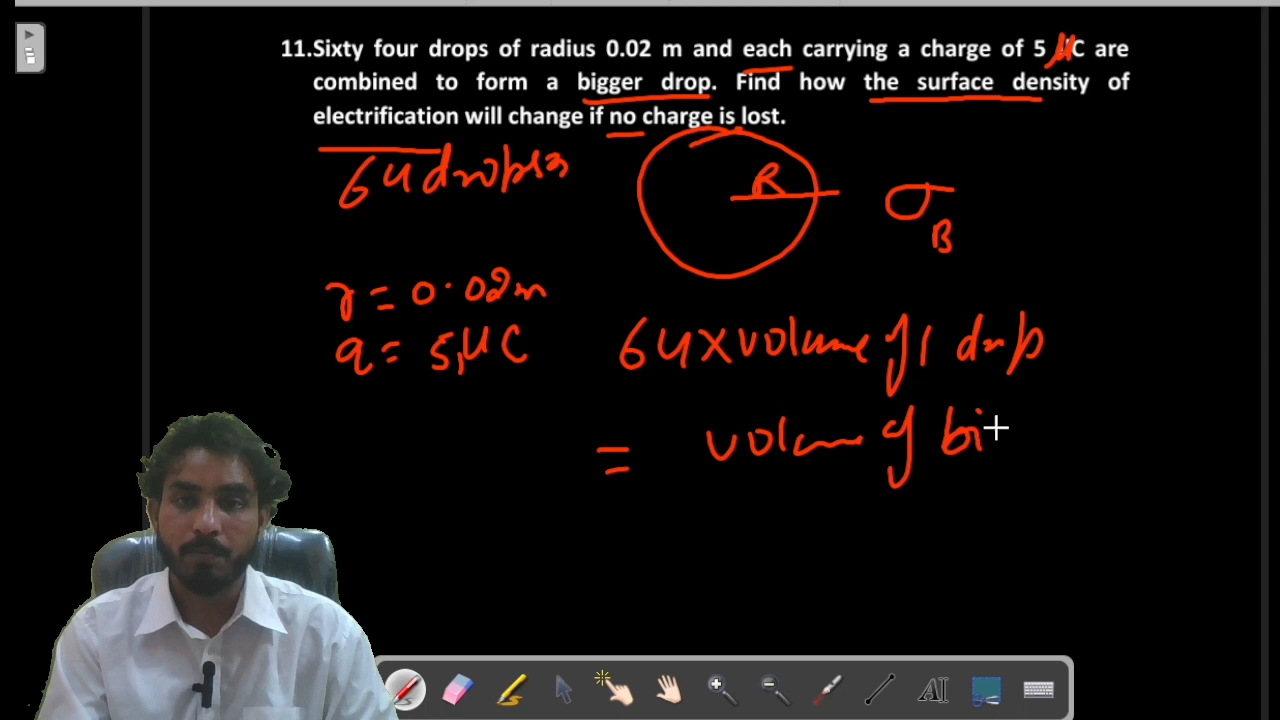 11.Sixty four drops of radius 0.02 m and each carrying a charge of 5 μC are
combined to form a bigger drop. Find how the surface density of
electrification will change if no charge is lost.
64 drops
R
σ_B
r = 0.02m
q = 5μC
64 x volume of 1 drop
= volume of bi
AI